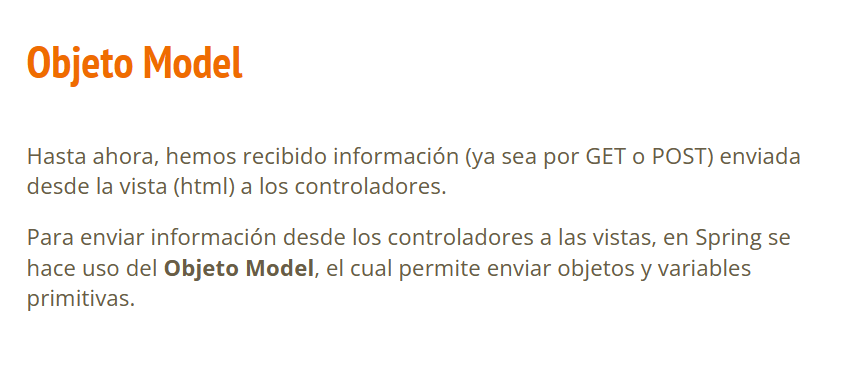 Objeto Model
Hasta ahora, hemos recibido información (ya sea por GET o POST) enviada
desde la vista (html) a los controladores.
Para enviar información desde los controladores a las vistas, en Spring se
hace uso del Objeto Model, el cual permite enviar objetos y variables
primitivas.